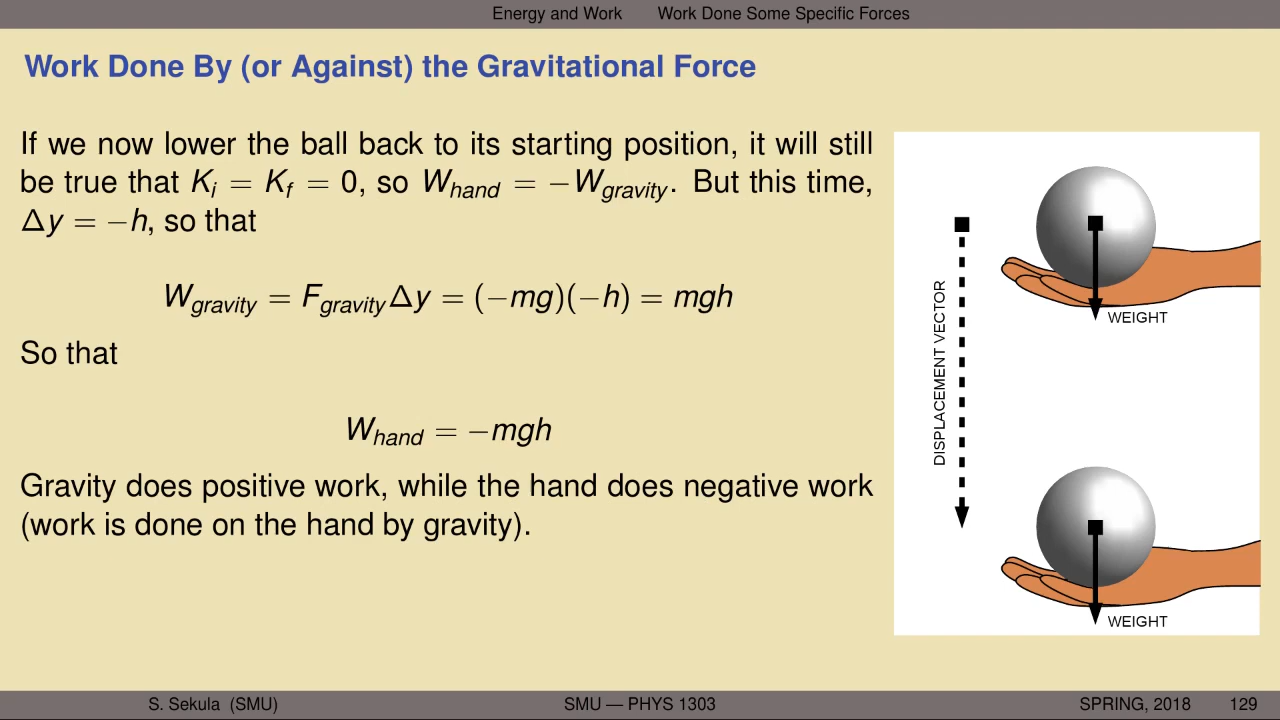 Energy and Work Work Done Some Specific Forces
Work Done By (or Against) the Gravitational Force
If we now lower the ball back to its starting position, it will still
be true that K_i = K_f = 0, so W_hand = −W_gravity. But this time,
Δy = −h, so that
W_gravity = F_gravity Δy = (−mg)(−h) = mgh
So that
W_hand = −mgh
Gravity does positive work, while the hand does negative work
(work is done on the hand by gravity).
DISPLACEMENT VECTOR
WEIGHT
WEIGHT
S. Sekula (SMU) SMU — PHYS 1303 SPRING, 2018 129